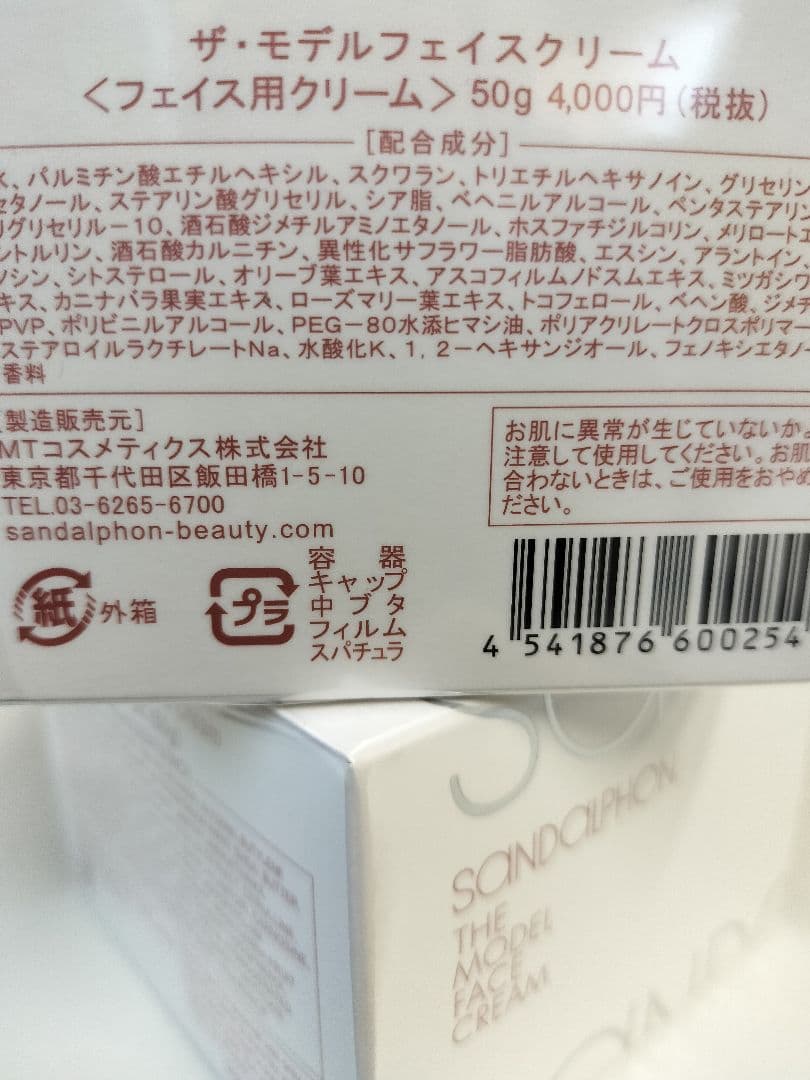 ザ・モデルフェイスクリーム
＜フェイス用クリーム＞ 50g 4,000円（税抜）
［配合成分］
水、パルミチン酸エチルヘキシル、スクワラン、トリエチルヘキサノイン、グリセリン
セタノール、ステアリン酸グリセリル、シア脂、ベヘニルアルコール、ペンタステアリン
リグリセリル－10、酒石酸ジメチルアミノエタノール、ホスファチジルコリン、メリロートエ
ントルリン、酒石酸カルニチン、異性化サフラワー脂肪酸、エスシン、アラントイン、
ソシン、シトステロール、オリーブ葉エキス、アスコフィルムノドスムエキス、ミツガシワ
キス、カニナバラ果実エキス、ローズマリー葉エキス、トコフェロール、ベヘン酸、ジメチ
PVP、ポリビニルアルコール、PEG－80水添ヒマシ油、ポリアクリレートクロスポリマー
ステアロイルラクチレートNa、水酸化K、1，2－ヘキサンジオール、フェノキシエタノー
香料
［製造販売元］
MTコスメティクス株式会社
東京都千代田区飯田橋1-5-10
TEL.03-6265-6700
sandalphon-beauty.com
お肌に異常が生じていないかよ
注意して使用してください。お肌
合わないときは、ご使用をおやめ
ださい。
紙 外箱
プラ
容器
キャップ
中ブタ
フィルム
スパチュラ
4 541876 600254
SANDALPHON
THE
MODEL
FACE
CREAM